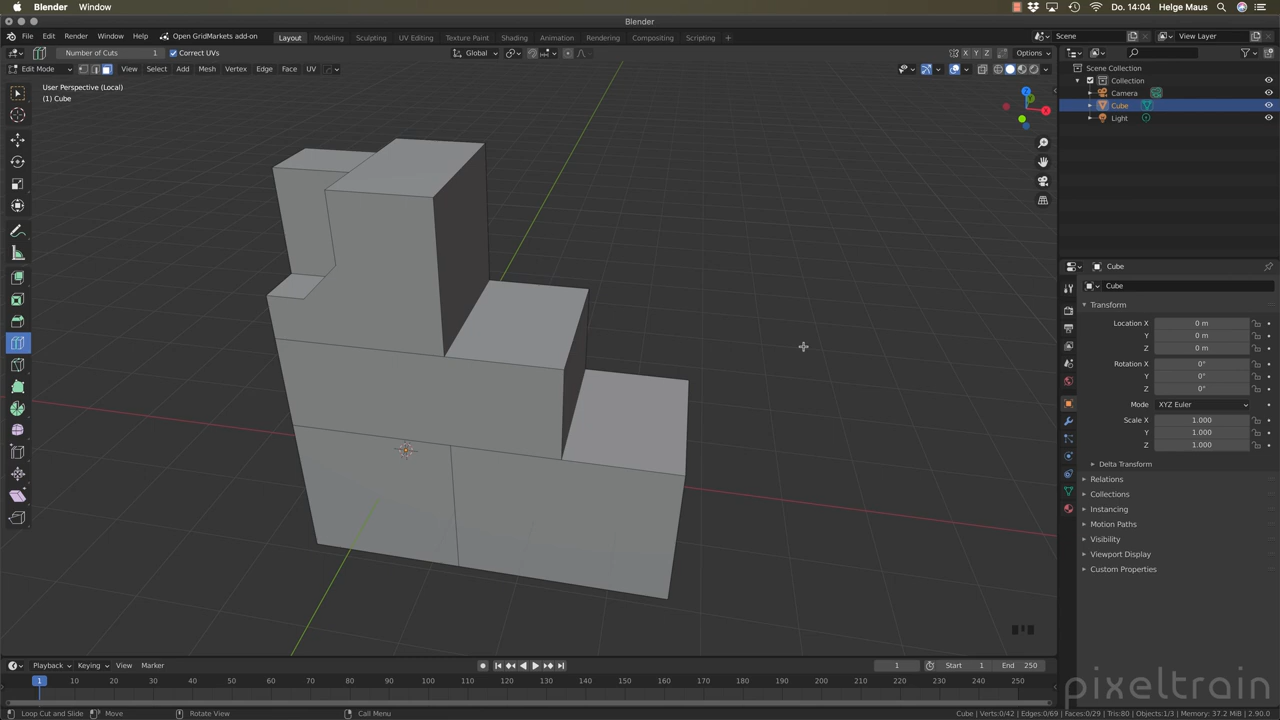 Blender Window
Do. 14:04 Helge Maus
Blender
File Edit Render Window Help Open GridMarkets add-on Layout Modeling Sculpting UV Editing Texture Paint Shading Animation Rendering Compositing Scripting +
Scene
View Layer
Number of Cuts 1 Correct UVs
Global
X Y Z Options
Edit Mode View Select Add Mesh Vertex Edge Face UV
User Perspective (Local)
(1) Cube
Z
X
Scene Collection
Collection
Camera
Cube
Light
Cube
Cube
Transform
Location X 0 m
Y 0 m
Z 0 m
Rotation X 0°
Y 0°
Z 0°
Mode XYZ Euler
Scale X 1.000
Y 1.000
Z 1.000
Delta Transform
Relations
Collections
Instancing
Motion Paths
Visibility
Viewport Display
Custom Properties
Playback Keying View Marker
1 Start 1 End 250
1 10 20 30 40 50 60 70 80 90 100 110 120 130 140 150 160 170 180 190 200 210 220 230 240 250
pixeltrain
Loop Cut and Slide Move Rotate View Call Menu
Cube | Verts:0/42 | Edges:0/69 | Faces:0/29 | Tris:80 | Objects:1/3 | Memory: 37.2 MiB | 2.90.0